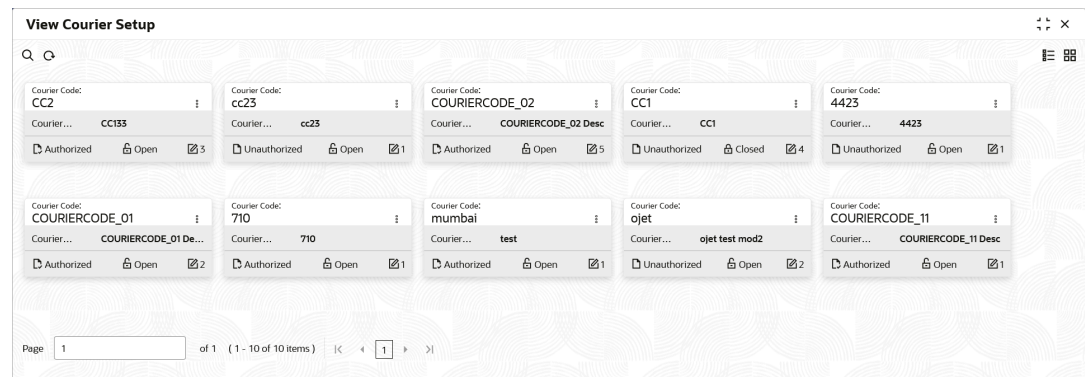 View Courier Setup
Courier Code:
CC2
Courier... CC133
Authorized Open 3
Courier Code:
cc23
Courier... cc23
Unauthorized Open 1
Courier Code:
COURIERCODE_02
Courier... COURIERCODE_02 Desc
Authorized Open 5
Courier Code:
CC1
Courier... CC1
Unauthorized Closed 4
Courier Code:
4423
Courier... 4423
Unauthorized Open 1
Courier Code:
COURIERCODE_01
Courier... COURIERCODE_01 De...
Authorized Open 2
Courier Code:
710
Courier... 710
Authorized Open 1
Courier Code:
mumbai
Courier... test
Authorized Open 1
Courier Code:
ojet
Courier... ojet test mod2
Unauthorized Open 2
Courier Code:
COURIERCODE_11
Courier... COURIERCODE_11 Desc
Authorized Open 1
Page 1 of 1 ( 1 - 10 of 10 items ) 1